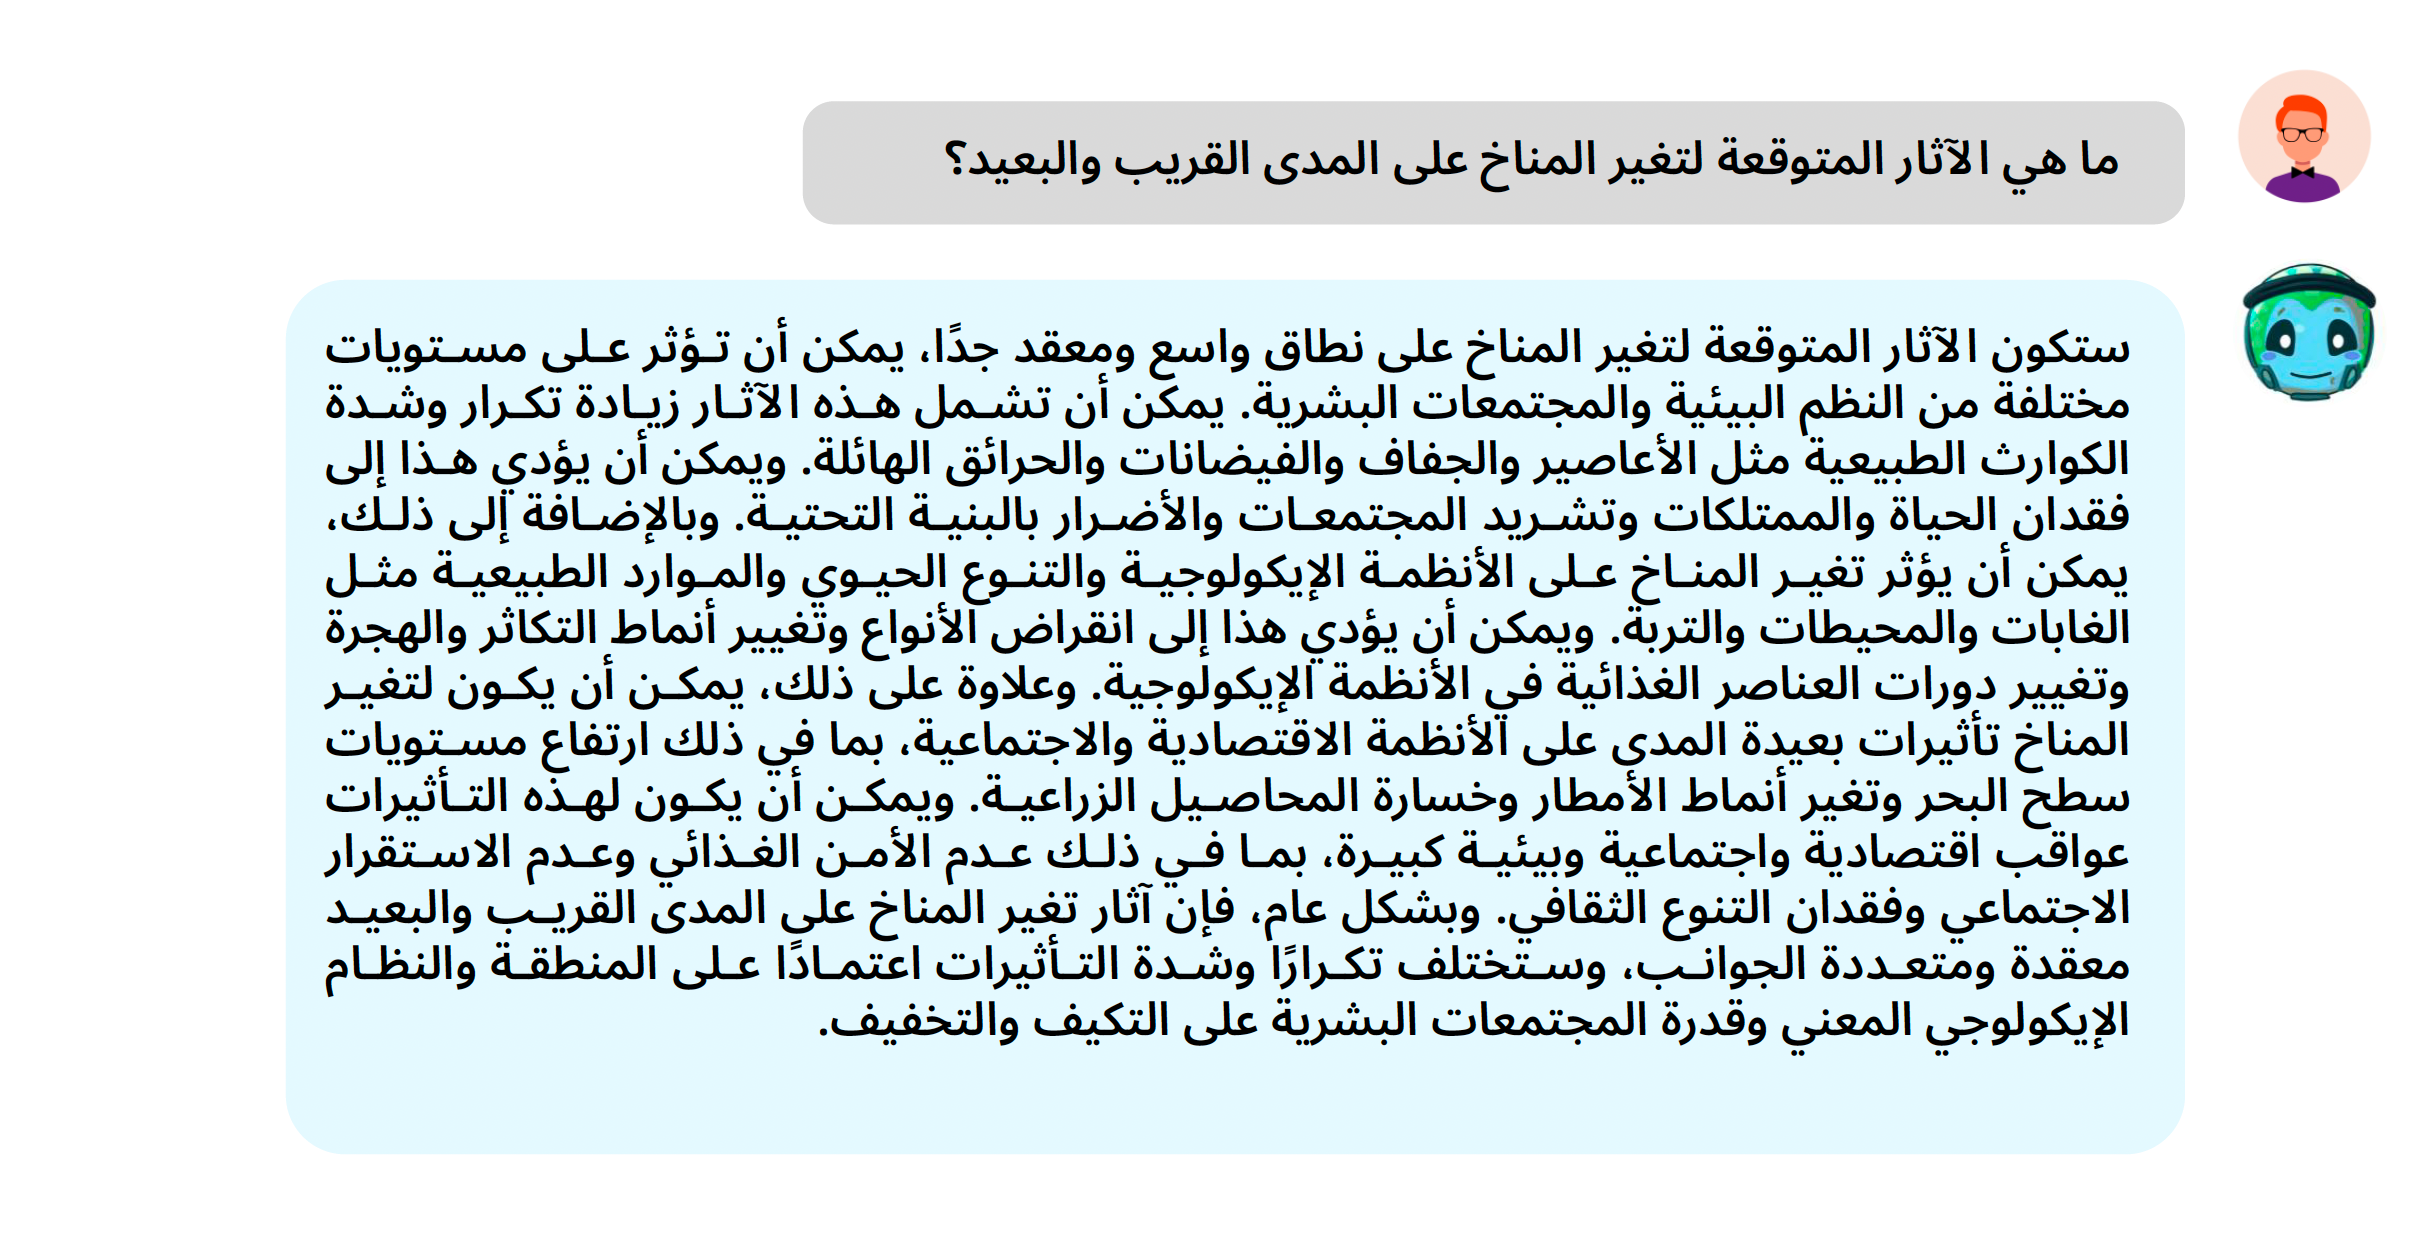 ما هي الآثار المتوقعة لتغير المناخ على المدى القريب والبعيد؟
ستكون الآثار المتوقعة لتغير المناخ على نطاق واسع ومعقد جدًا، يمكن أن تؤثر على مستويات
مختلفة من النظم البيئية والمجتمعات البشرية. يمكن أن تشمل هذه الآثار زيادة تكرار وشدة
الكوارث الطبيعية مثل الأعاصير والجفاف والفيضانات والحرائق الهائلة. ويمكن أن يؤدي هذا إلى
فقدان الحياة والممتلكات وتشريد المجتمعات والأضرار بالبنية التحتية. وبالإضافة إلى ذلك،
يمكن أن يؤثر تغير المناخ على الأنظمة الإيكولوجية والتنوع الحيوي والموارد الطبيعية مثل
الغابات والمحيطات والتربة. ويمكن أن يؤدي هذا إلى انقراض الأنواع وتغيير أنماط التكاثر والهجرة
وتغيير دورات العناصر الغذائية في الأنظمة الإيكولوجية. وعلاوة على ذلك، يمكن أن يكون لتغير
المناخ تأثيرات بعيدة المدى على الأنظمة الاقتصادية والاجتماعية، بما في ذلك ارتفاع مستويات
سطح البحر وتغير أنماط الأمطار وخسارة المحاصيل الزراعية. ويمكن أن يكون لهذه التأثيرات
عواقب اقتصادية واجتماعية وبيئية كبيرة، بما في ذلك عدم الأمن الغذائي وعدم الاستقرار
الاجتماعي وفقدان التنوع الثقافي. وبشكل عام، فإن آثار تغير المناخ على المدى القريب والبعيد
معقدة ومتعددة الجوانب، وستختلف تكرارًا وشدة التأثيرات اعتمادًا على المنطقة والنظام
الإيكولوجي المعني وقدرة المجتمعات البشرية على التكيف والتخفيف.